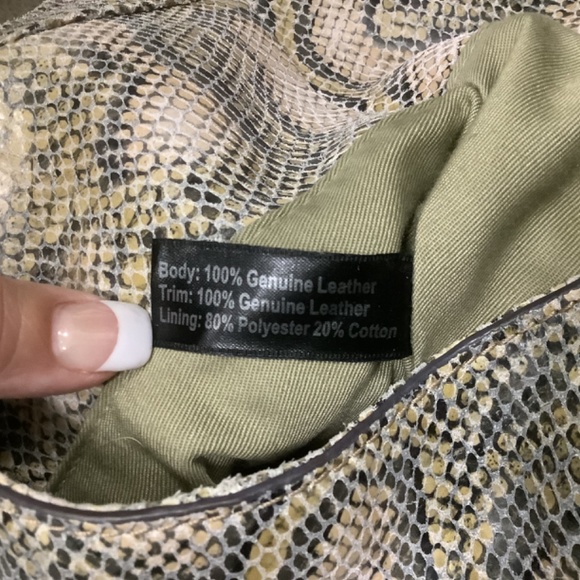 Body: 100% Genuine Leather
Trim: 100% Genuine Leather
Lining: 80% Polyester 20% Cotton